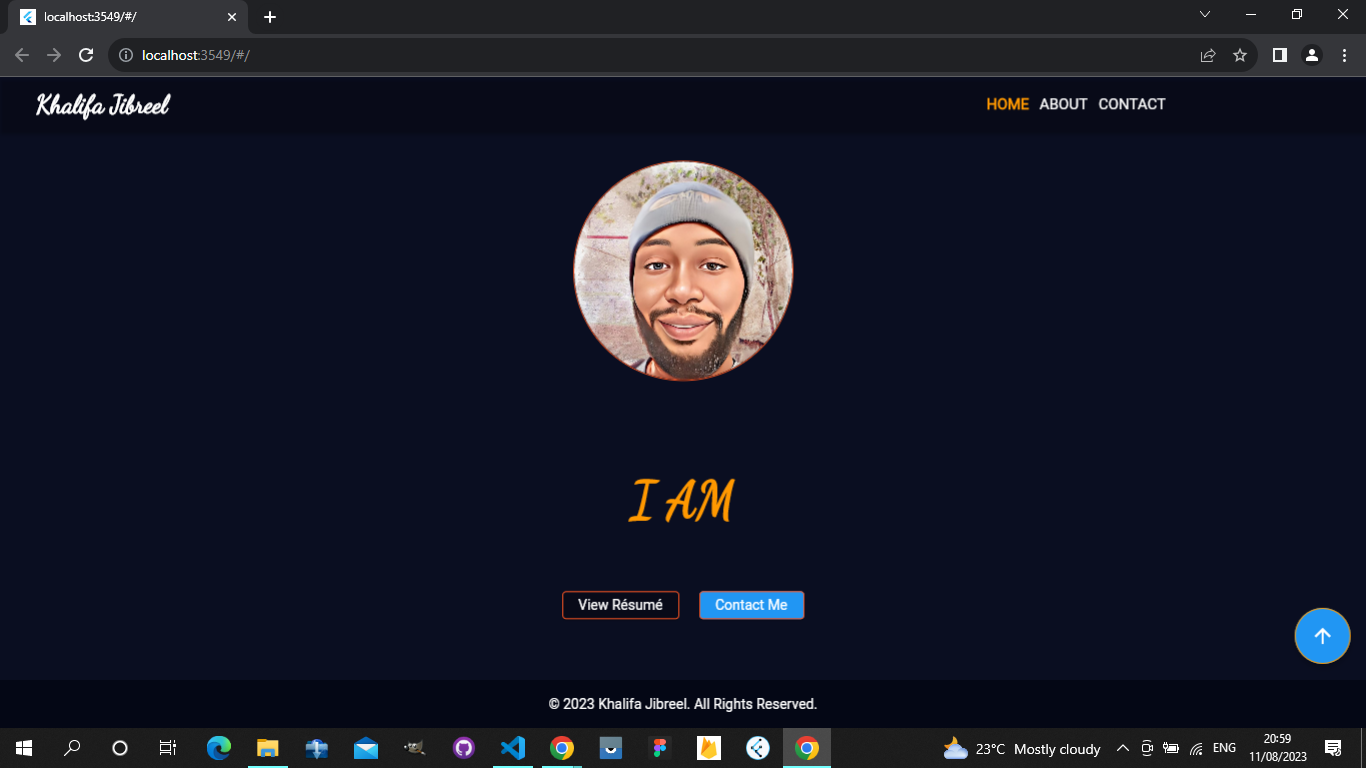 localhost:3549/#/
localhost:3549/#/
Khalifa Jibreel
HOME ABOUT CONTACT
I AM
View Résumé Contact Me
© 2023 Khalifa Jibreel. All Rights Reserved.
23°C Mostly cloudy ENG 20:59
11/08/2023